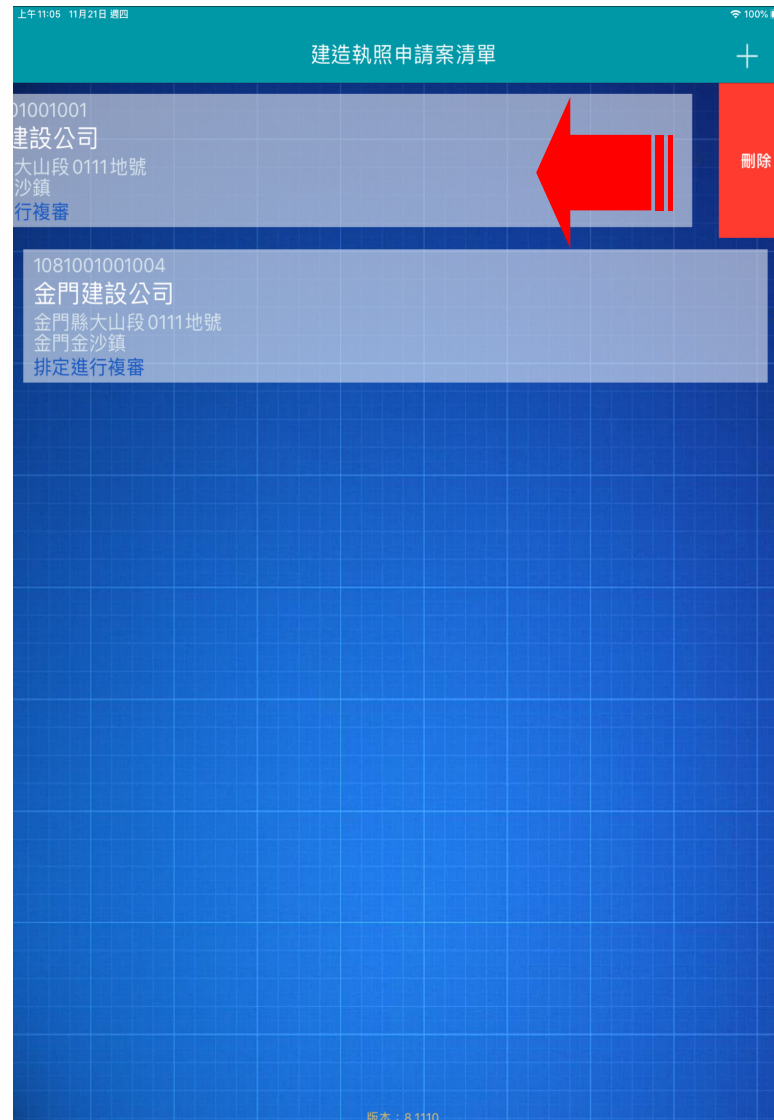 上午11:05 11月21日 週四
100%
建造執照申請案清單
01001001
建設公司
大山段0111地號
沙鎮
行複審
刪除
1081001001004
金門建設公司
金門縣大山段0111地號
金門金沙鎮
排定進行複審
版本：8.1110